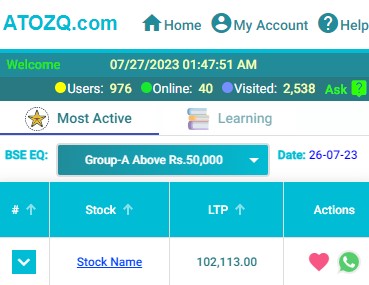 ATOZQ.com Home My Account Help
Welcome 07/27/2023 01:47:51 AM
Users: 976 Online: 40 Visited: 2,538 Ask ?
Most Active Learning
BSE EQ: Group-A Above Rs.50,000 Date: 26-07-23
# ↑ Stock ↑ LTP ↑ Actions
Stock Name 102,113.00